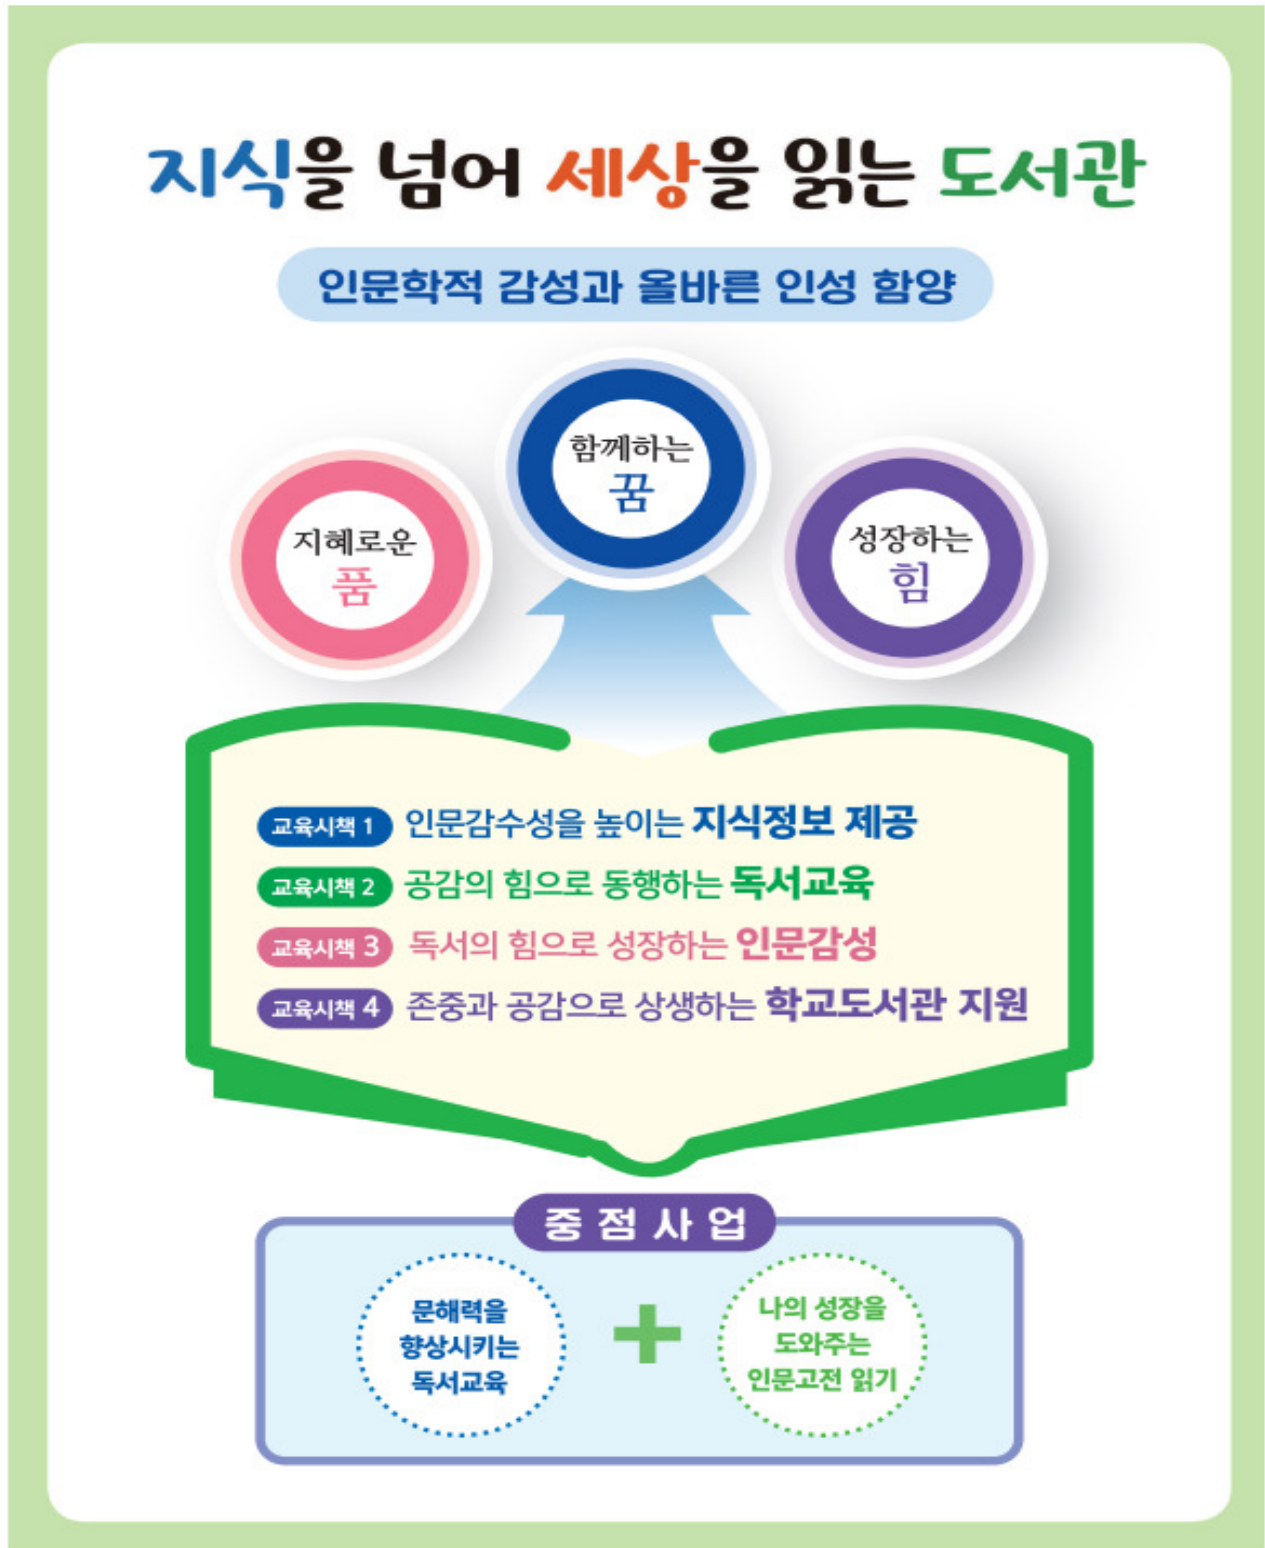 지식을 넘어 세상을 읽는 도서관
인문학적 감성과 올바른 인성 함양
함께하는
꿈
지혜로운
품
성장하는
힘
교육시책 1 인문감수성을 높이는 지식정보 제공
교육시책 2 공감의 힘으로 동행하는 독서교육
교육시책 3 독서의 힘으로 성장하는 인문감성
교육시책 4 존중과 공감으로 상생하는 학교도서관 지원
중점사업
문해력을
향상시키는
독서교육
+
나의 성장을
도와주는
인문고전 읽기